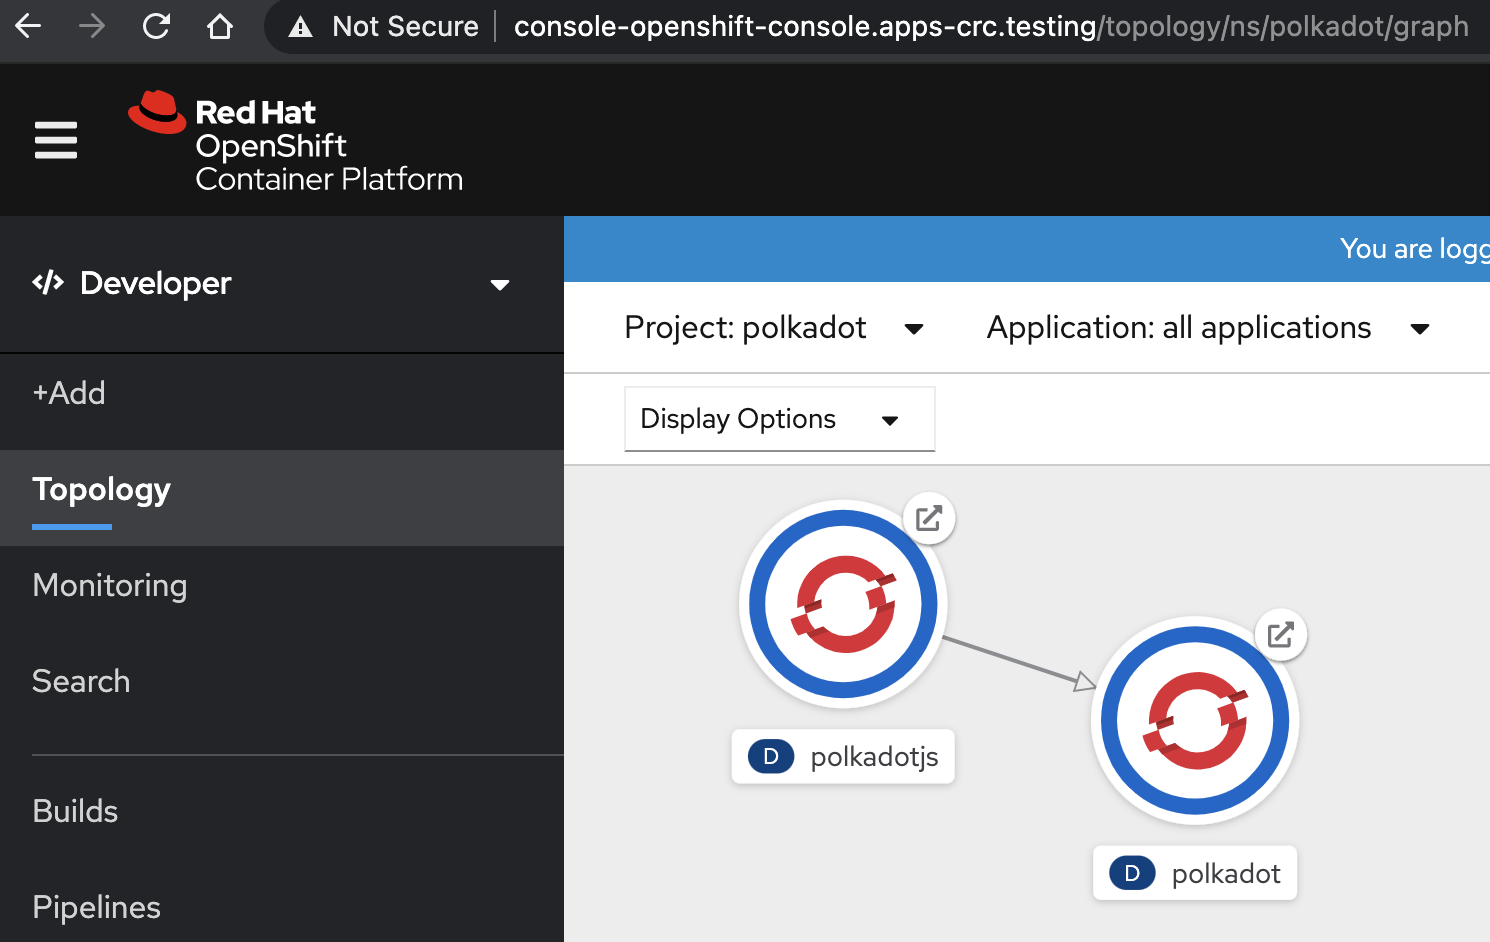 Not Secure console-openshift-console.apps-crc.testing/topology/ns/polkadot/graph
Red Hat
OpenShift
Container Platform
</> Developer
You are logg
Project: polkadot Application: all applications
+Add
Display Options
Topology
Monitoring
Search
D polkadotjs
Builds
D polkadot
Pipelines